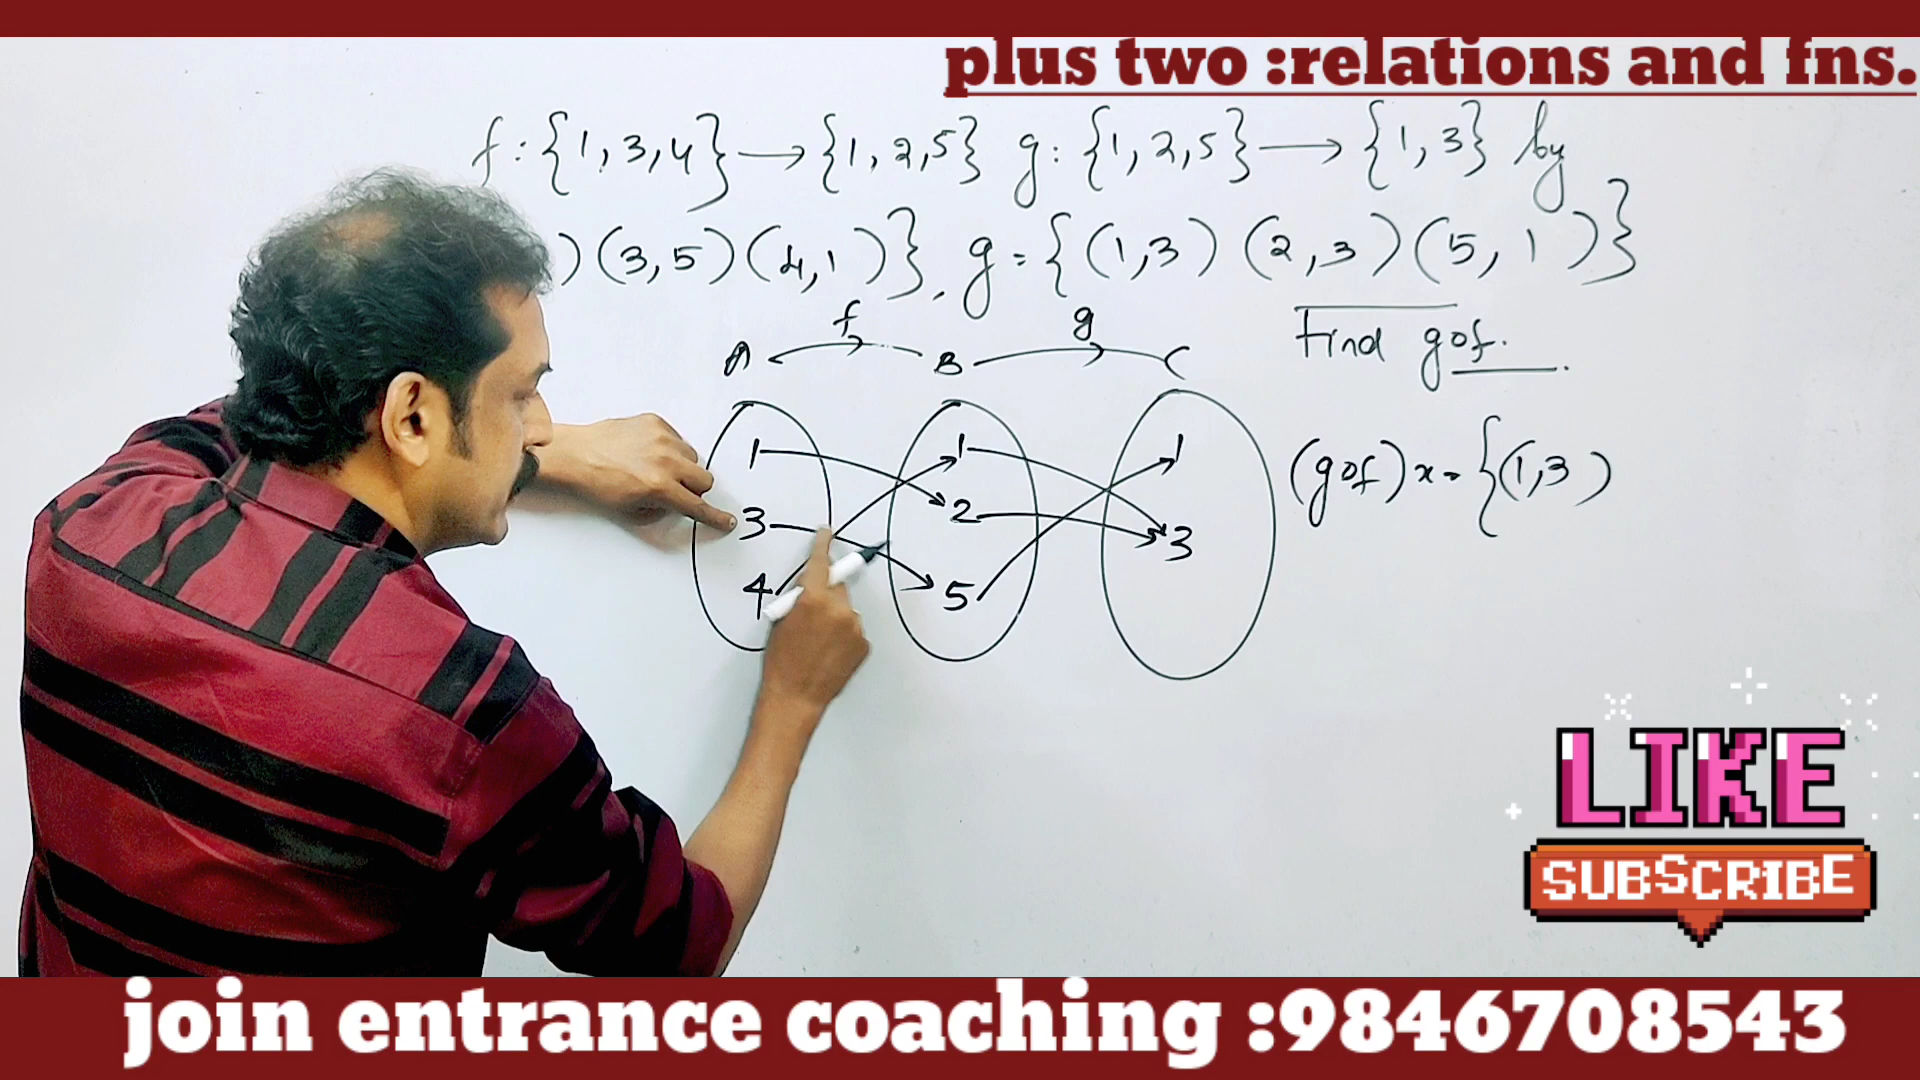 plus two :relations and fns.
f : {1, 3, 4} → {1, 2, 5} g : {1, 2, 5} → {1, 3} by
) (3, 5) (4, 1)}, g = {(1, 3) (2, 3) (5, 1)}
f g
A B C
Find gof.
1 1 1
3 2 3
4 5
(gof) x = {(1, 3)
LIKE
SUBSCRIBE
join entrance coaching :9846708543